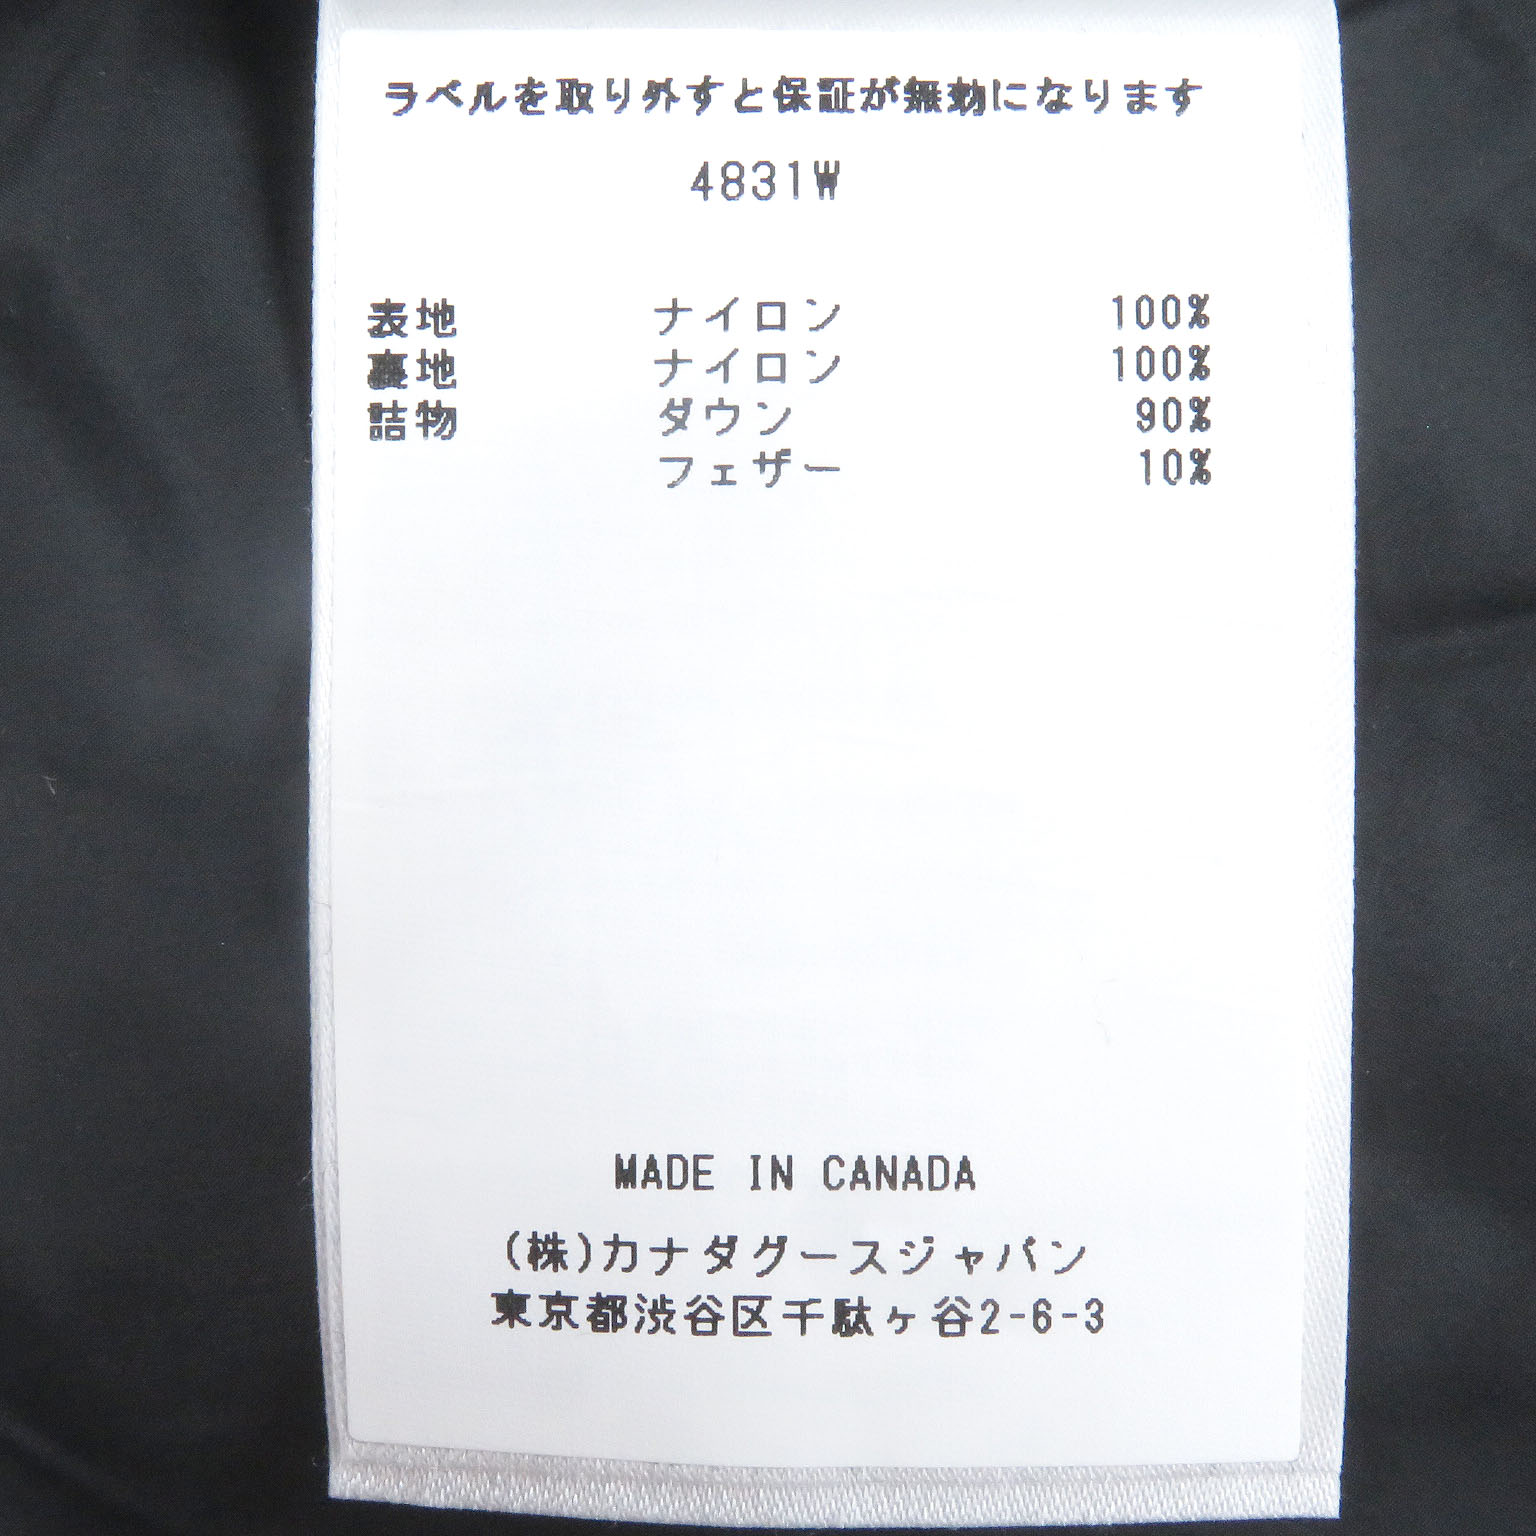 ラベルを取り外すと保証が無効になります
4831W
表地 ナイロン 100%
裏地 ナイロン 100%
詰物 ダウン 90%
フェザー 10%
MADE IN CANADA
(株)カナダグースジャパン
東京都渋谷区千駄ヶ谷2-6-3